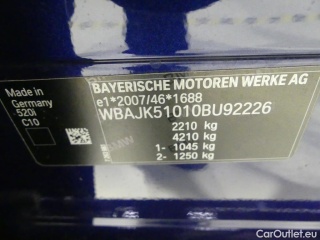 Made in
Germany
520i
C10
BAYERISCHE MOTOREN WERKE AG
e1*2007/46*1688
WBAJK51010BU92226
2210 kg
4210 kg
1- 1045 kg
2- 1250 kg
BMW
CarOutlet.eu